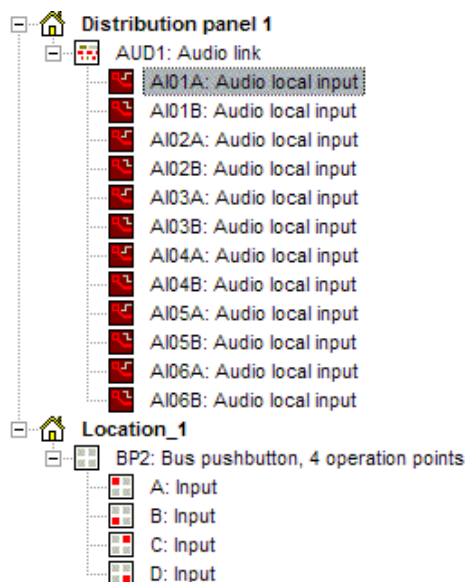 Distribution panel 1
AUD1: Audio link
AI01A: Audio local input
AI01B: Audio local input
AI02A: Audio local input
AI02B: Audio local input
AI03A: Audio local input
AI03B: Audio local input
AI04A: Audio local input
AI04B: Audio local input
AI05A: Audio local input
AI05B: Audio local input
AI06A: Audio local input
AI06B: Audio local input
Location_1
BP2: Bus pushbutton, 4 operation points
A: Input
B: Input
C: Input
D: Input